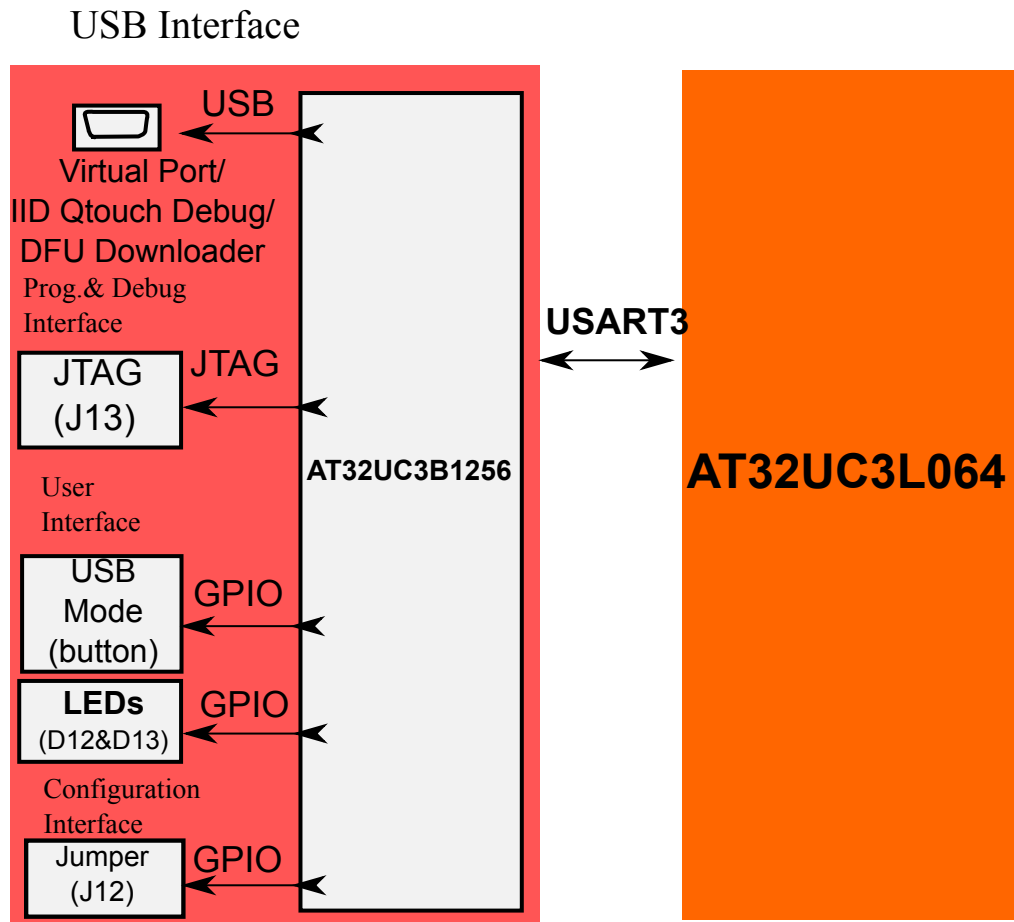 USB Interface
USB
Virtual Port/
IID Qtouch Debug/
DFU Downloader
Prog.& Debug
Interface
JTAG
(J13)
JTAG
User
Interface
USB
Mode
(button)
GPIO
LEDs
(D12&D13)
GPIO
Configuration
Interface
Jumper
(J12)
GPIO
AT32UC3B1256
USART3
AT32UC3L064